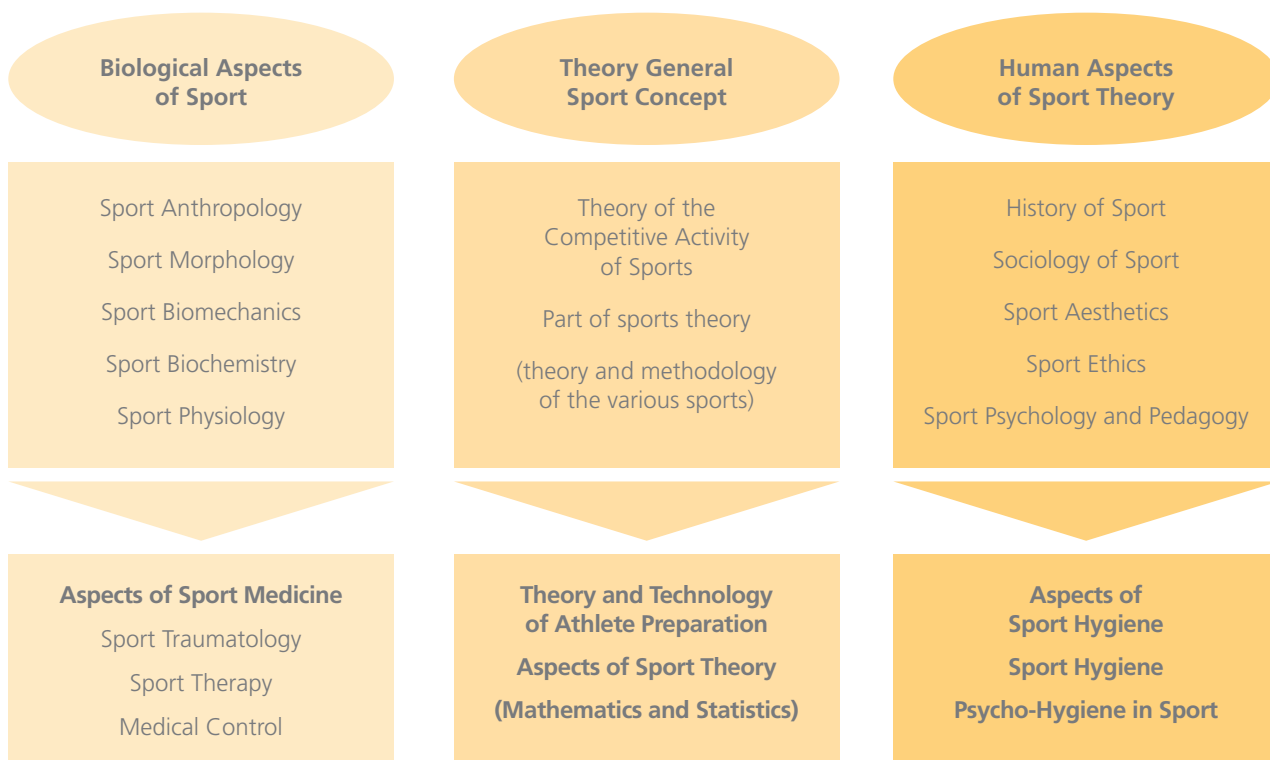 Biological Aspects
of Sport
Sport Anthropology
Sport Morphology
Sport Biomechanics
Sport Biochemistry
Sport Physiology
Aspects of Sport Medicine
Sport Traumatology
Sport Therapy
Medical Control
Theory General
Sport Concept
Theory of the
Competitive Activity
of Sports
Part of sports theory
(theory and methodology
of the various sports)
Theory and Technology
of Athlete Preparation
Aspects of Sport Theory
(Mathematics and Statistics)
Human Aspects
of Sport Theory
History of Sport
Sociology of Sport
Sport Aesthetics
Sport Ethics
Sport Psychology and Pedagogy
Aspects of
Sport Hygiene
Sport Hygiene
Psycho-Hygiene in Sport